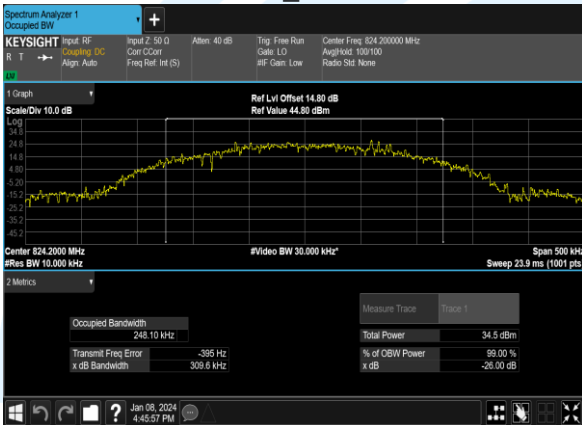 Spectrum Analyzer 1
Occupied BW
+
KEYSIGHT Input: RF Input Z: 50 Ω Atten: 40 dB Trig: Free Run Center Freq: 824.200000 MHz
R T Coupling: DC Corr CCorr Gate: LO Avg|Hold: 100/100
Align: Auto Freq Ref: Int (S) #IF Gain: Low Radio Std: None
1 Graph
Ref Lvl Offset 14.80 dB
Scale/Div 10.0 dB Ref Value 44.80 dBm
Log
34.8
24.8
14.8
4.80
-5.20
-15.2
-25.2
-35.2
-45.2
Center 824.2000 MHz #Video BW 30.000 kHz* Span 500 kHz
#Res BW 10.000 kHz Sweep 23.9 ms (1001 pts
2 Metrics
Measure Trace Trace 1
Occupied Bandwidth
248.10 kHz Total Power 34.5 dBm
Transmit Freq Error -395 Hz % of OBW Power 99.00 %
x dB Bandwidth 309.6 kHz x dB -26.00 dB
?
Jan 08, 2024
4:45:57 PM